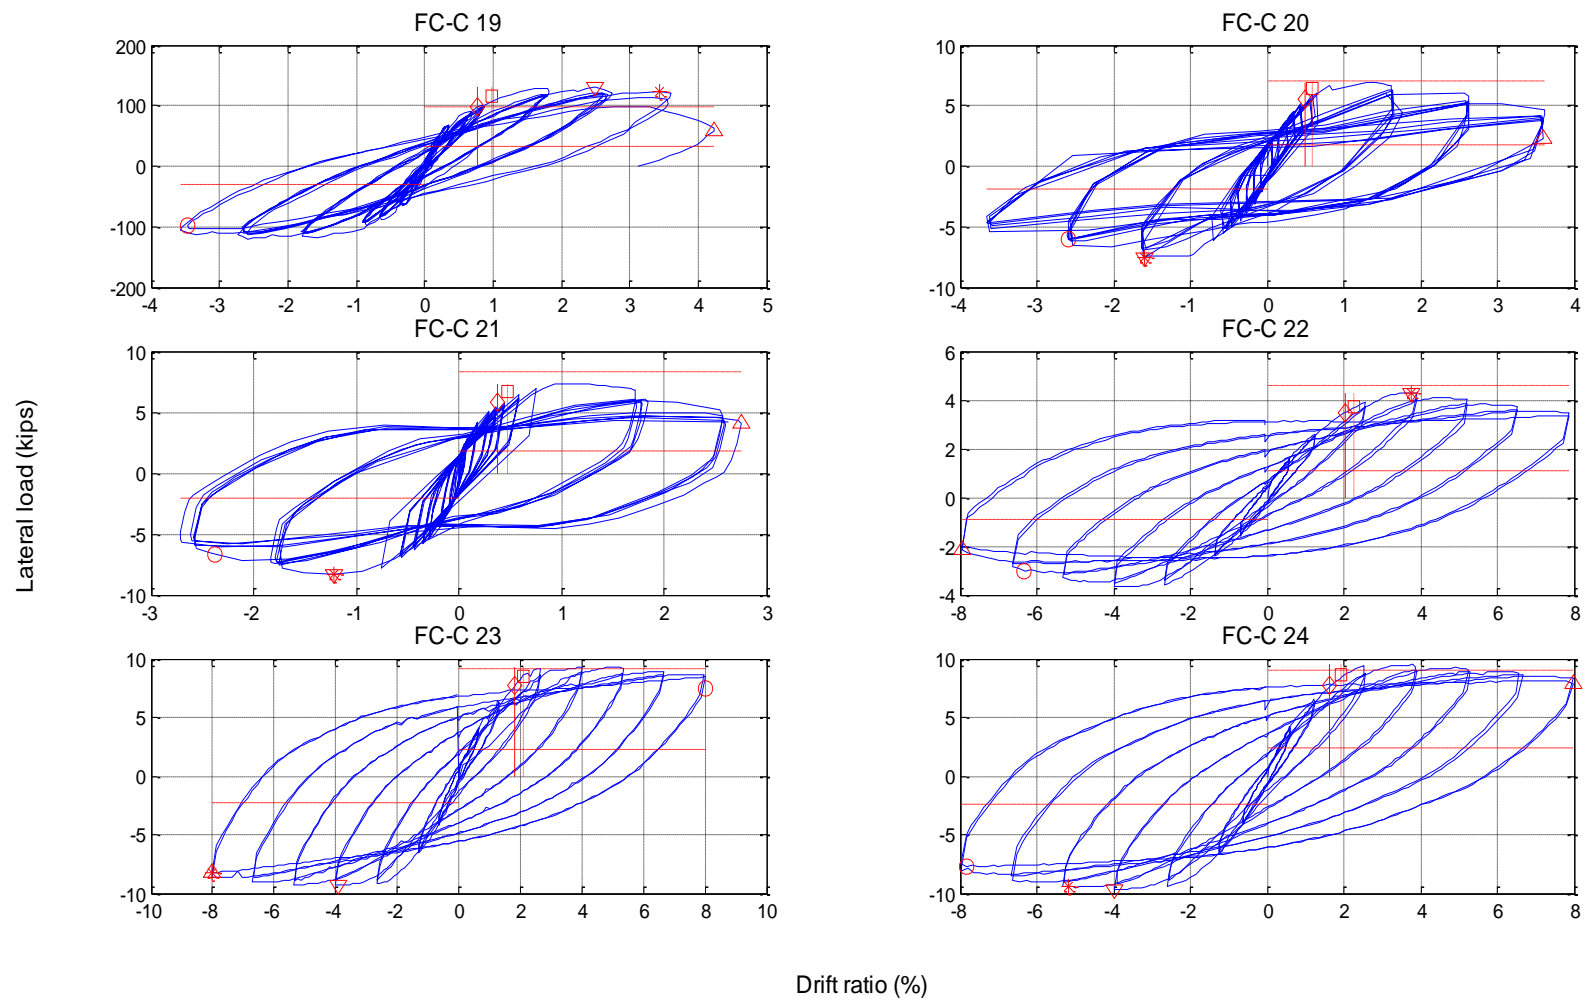 FC-C 19
FC-C 20
200
100
0
-100
-200
-4 -3 -2 -1 0 1 2 3 4 5
10
5
0
-5
-10
-4 -3 -2 -1 0 1 2 3 4
FC-C 21
FC-C 22
10
5
0
-5
-10
-3 -2 -1 0 1 2 3
6
4
2
0
-2
-4
-8 -6 -4 -2 0 2 4 6 8
FC-C 23
FC-C 24
10
5
0
-5
-10
-10 -8 -6 -4 -2 0 2 4 6 8 10
10
5
0
-5
-10
-8 -6 -4 -2 0 2 4 6 8
Lateral load (kips)
Drift ratio (%)